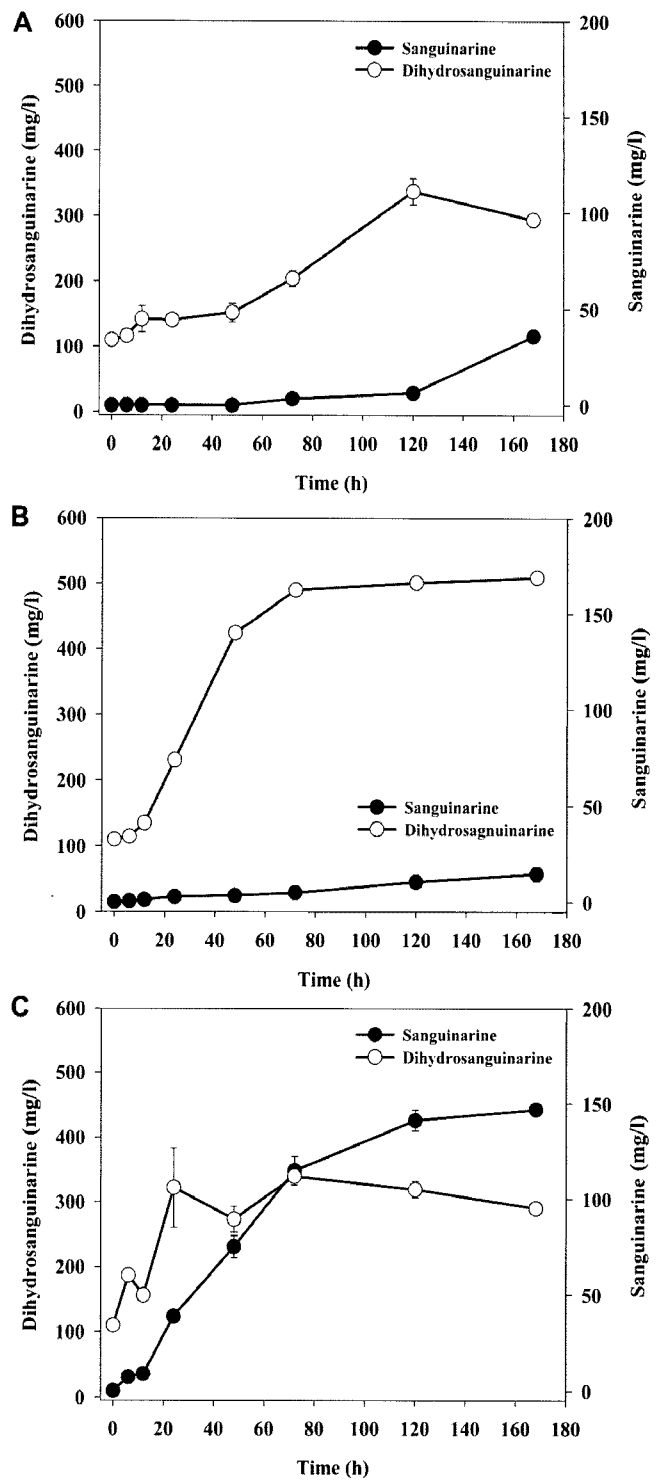 A
600
500
400
300
200
100
0
Dihydrosanguinarine (mg/l)
Sanguinarine
Dihydrosanguinarine
200
150
100
50
0
Sanguinarine (mg/l)
0 20 40 60 80 100 120 140 160 180
Time (h)
B
600
500
400
300
200
100
0
Dihydrosanguinarine (mg/l)
Sanguinarine
Dihydrosagnuinarine
200
150
100
50
0
Sanguinarine (mg/l)
0 20 40 60 80 100 120 140 160 180
Time (h)
C
600
500
400
300
200
100
0
Dihydrosanguinarine (mg/l)
Sanguinarine
Dihydrosanguinarine
200
150
100
50
0
Sanguinarine (mg/l)
0 20 40 60 80 100 120 140 160 180
Time (h)